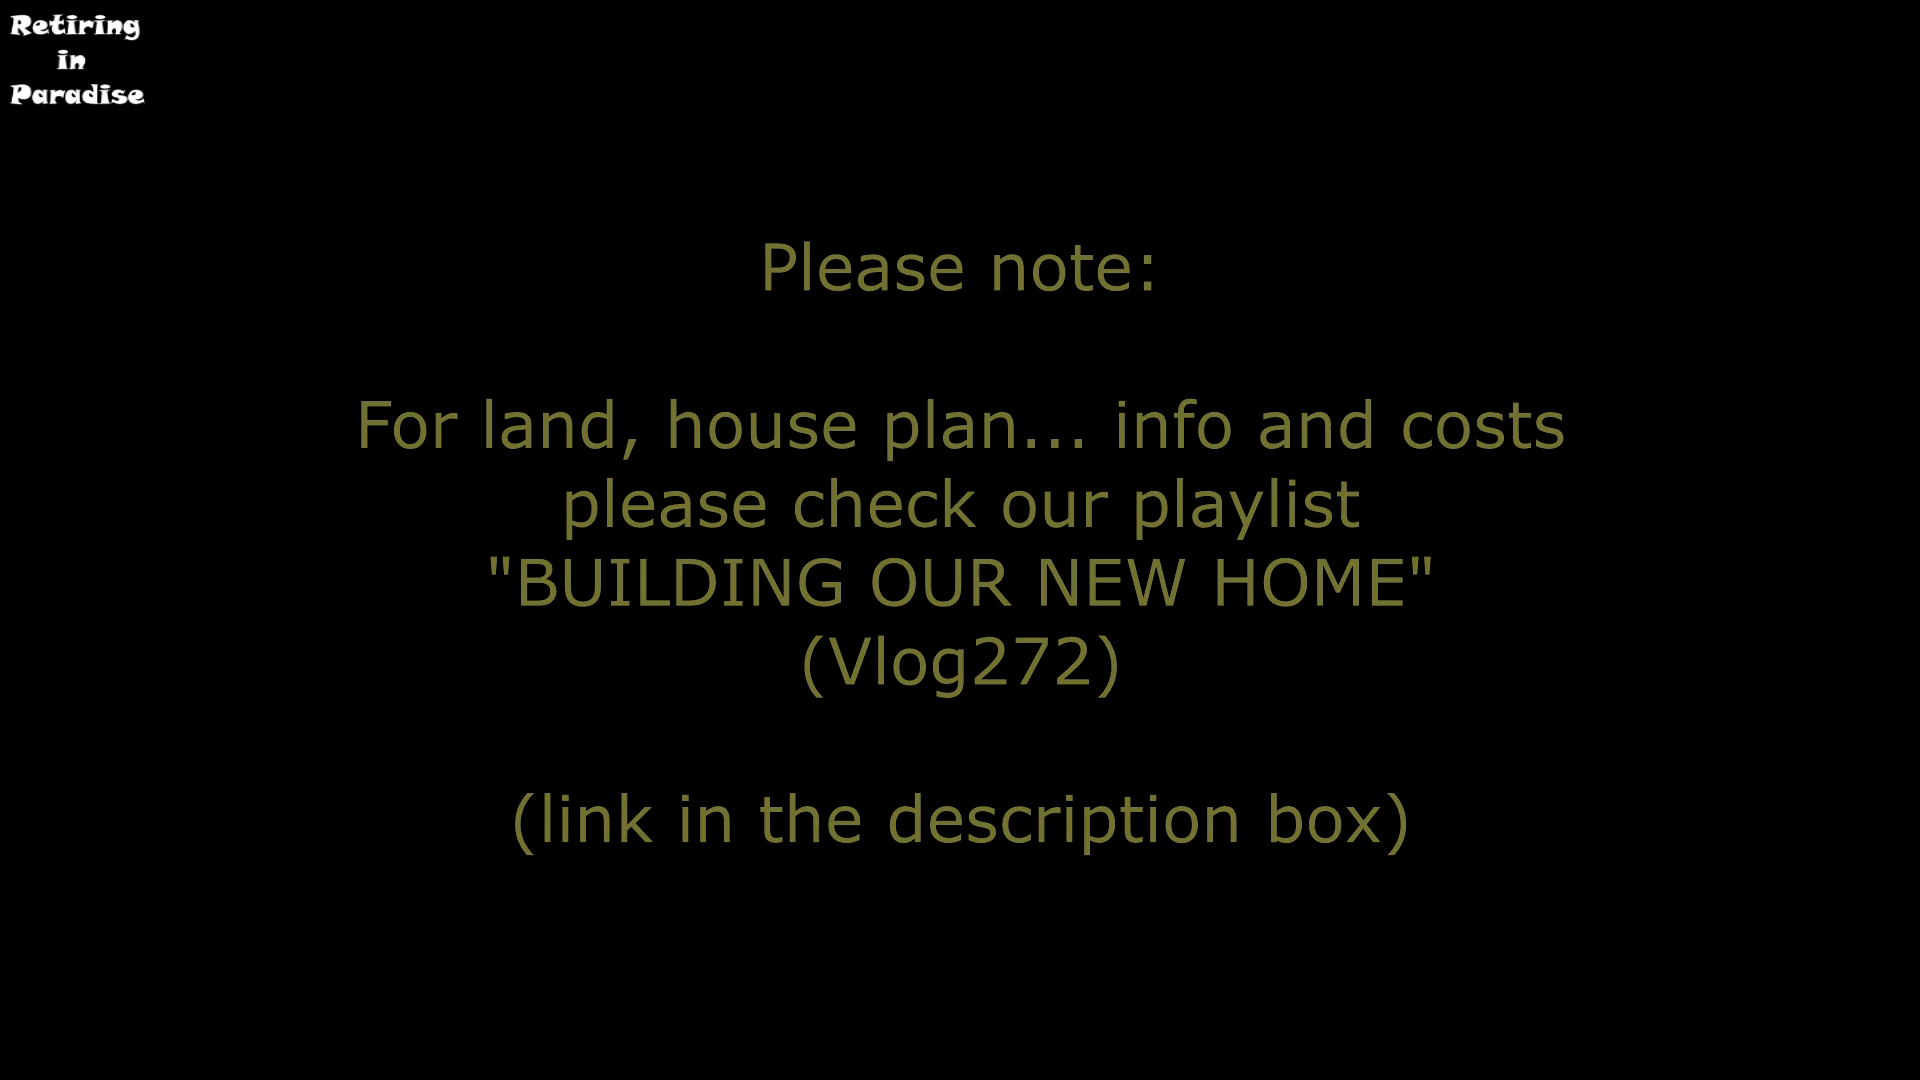 Retiring
in
Paradise
Please note:
For land, house plan... info and costs
please check our playlist
"BUILDING OUR NEW HOME"
(Vlog272)
(link in the description box)